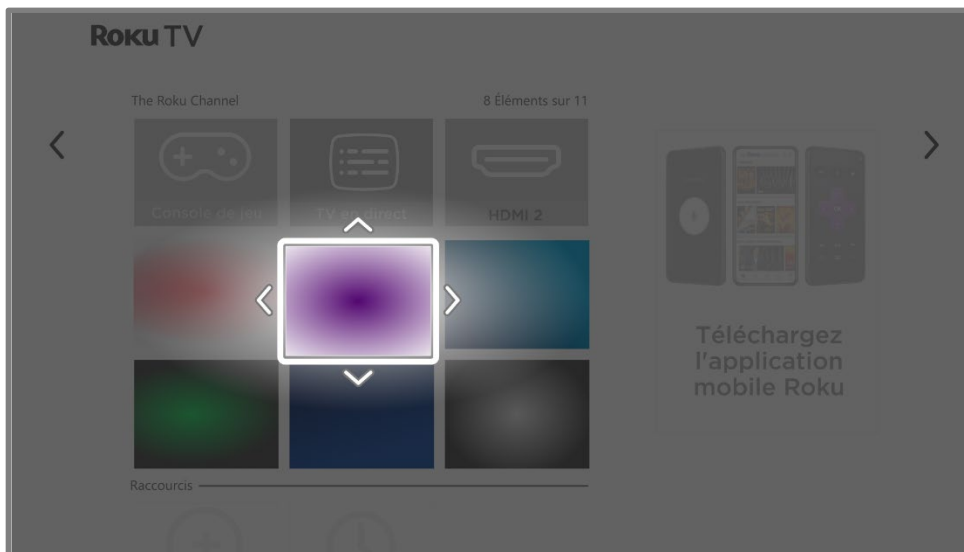 Roku TV
The Roku Channel
8 Éléments sur 11
Console de jeu
TV en direct
HDMI 2
Téléchargez
l'application
mobile Roku
Raccourcis